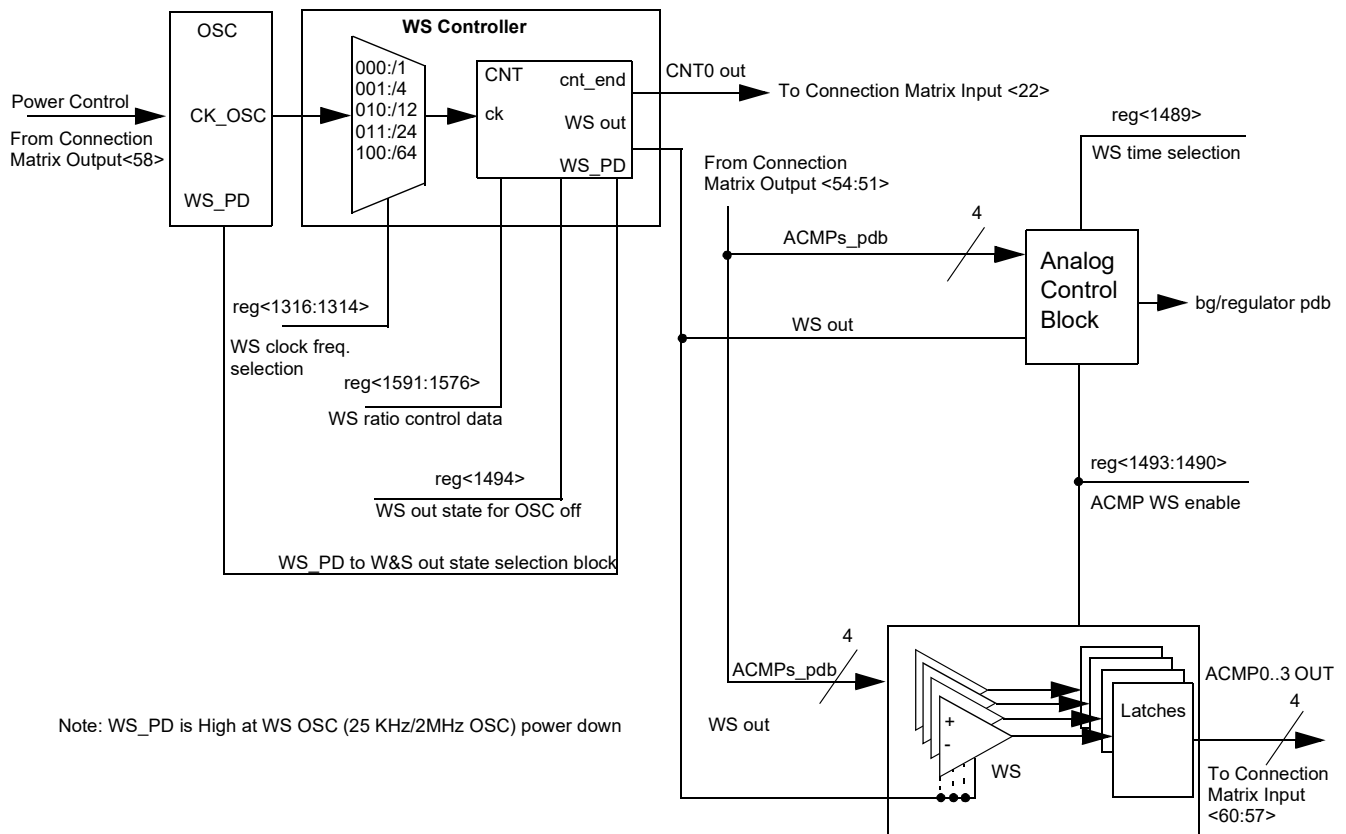 OSC
WS Controller
Power Control
From Connection
Matrix Output<58>
CK_OSC
WS_PD
000:/1
001:/4
010:/12
011:/24
100:/64
CNT
cnt_end
ck
WS out
WS_PD
CNT0 out
To Connection Matrix Input <22>
reg<1489>
WS time selection
From Connection
Matrix Output <54:51>
4
ACMPs_pdb
Analog
Control
Block
bg/regulator pdb
WS out
reg<1316:1314>
WS clock freq.
selection
reg<1591:1576>
WS ratio control data
reg<1494>
WS out state for OSC off
reg<1493:1490>
ACMP WS enable
WS_PD to W&S out state selection block
4
ACMPs_pdb
WS out
+
-
WS
Latches
ACMP0..3 OUT
4
To Connection
Matrix Input
<60:57>
Note: WS_PD is High at WS OSC (25 KHz/2MHz OSC) power down